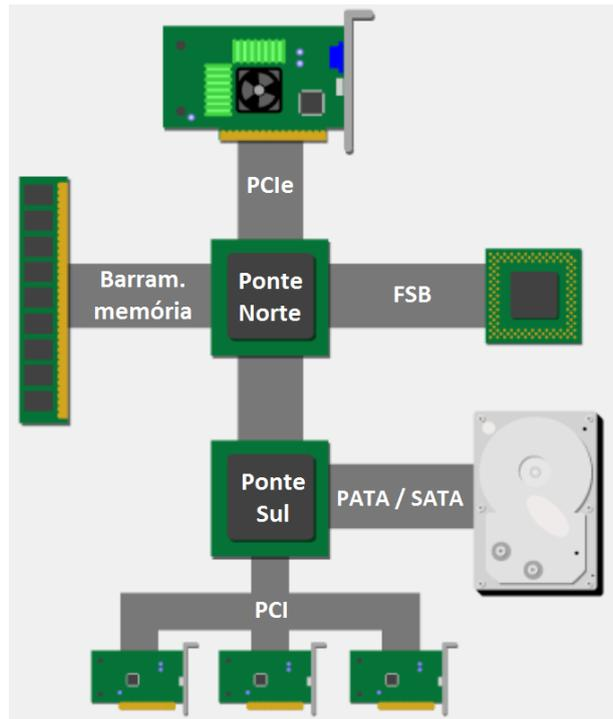 PCIe
Barram.
memória
Ponte
Norte
FSB
Ponte
Sul
PATA / SATA
PCI